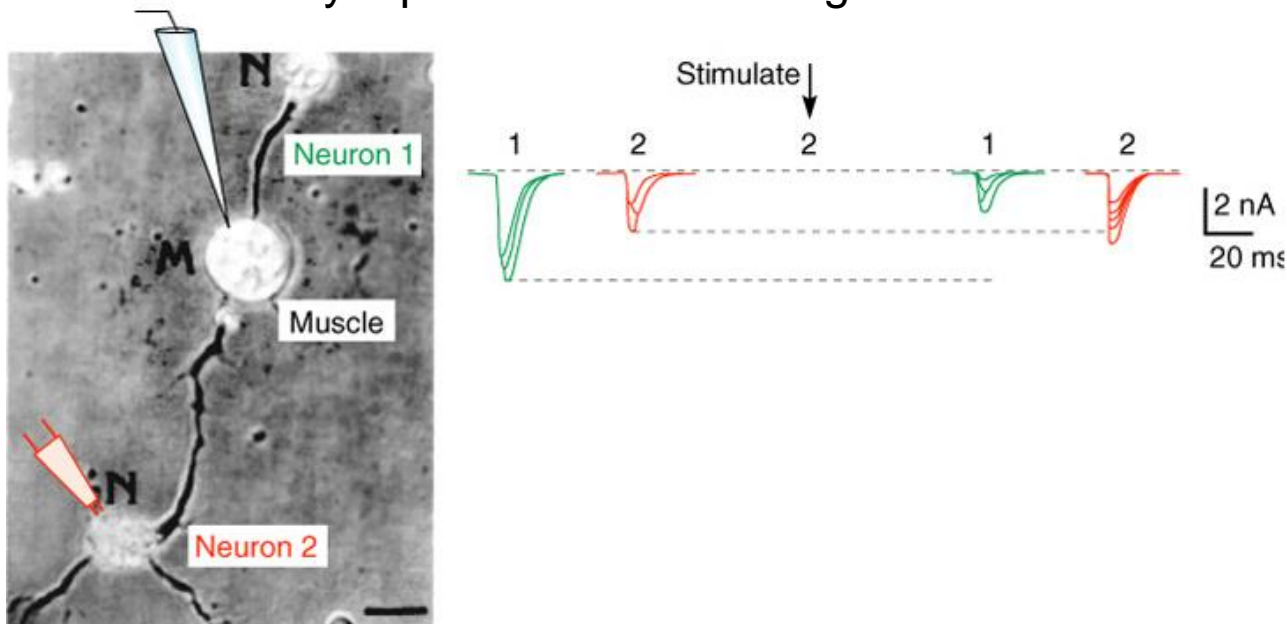 N
Neuron 1
M
Muscle
N
Neuron 2
Stimulate
1 2 2 1 2
2 nA
20 ms